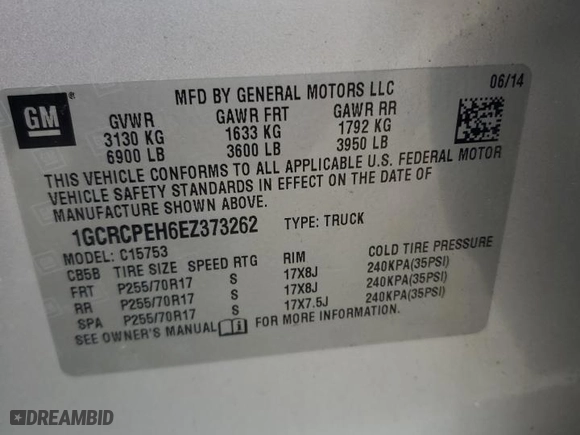 GM ®
MFD BY GENERAL MOTORS LLC 06/14
GVWR GAWR FRT GAWR RR
3130 KG 1633 KG 1792 KG
6900 LB 3600 LB 3950 LB
THIS VEHICLE CONFORMS TO ALL APPLICABLE U.S. FEDERAL MOTOR
VEHICLE SAFETY STANDARDS IN EFFECT ON THE DATE OF
MANUFACTURE SHOWN ABOVE.
1GCRCPEH6EZ373262 TYPE: TRUCK
MODEL: C15753
CB5B TIRE SIZE SPEED RTG RIM COLD TIRE PRESSURE
FRT P255/70R17 S 17X8J 240KPA(35PSI)
RR P255/70R17 S 17X8J 240KPA(35PSI)
SPA P255/70R17 S 17X7.5J 240KPA(35PSI)
SEE OWNER'S MANUAL FOR MORE INFORMATION.
DREAMBID